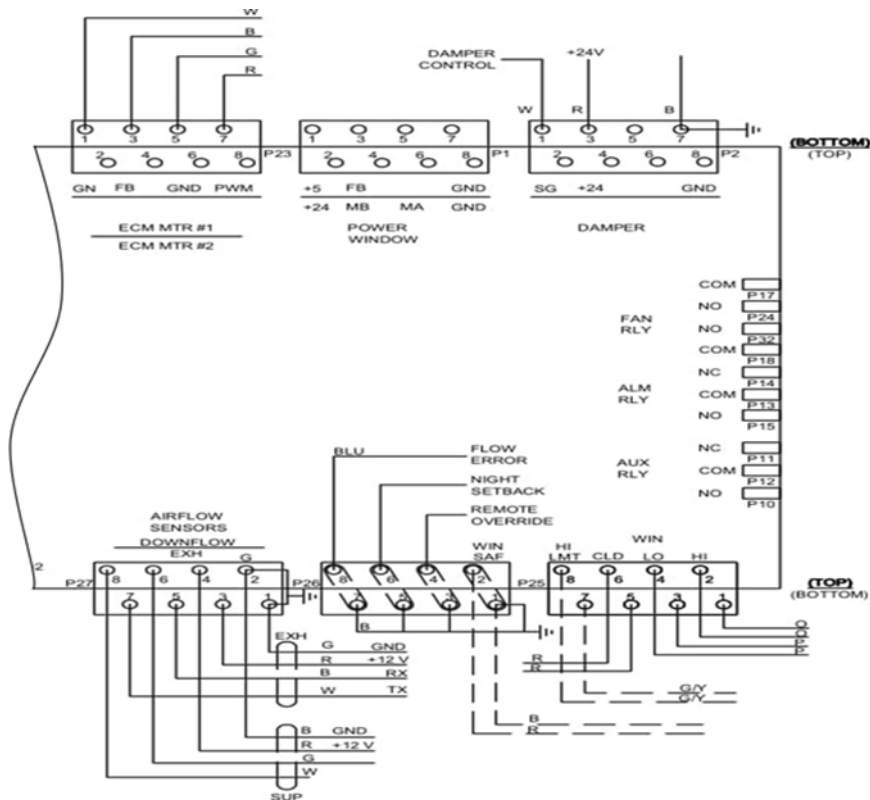 W
B
G
R
DAMPER CONTROL
+24V
W R B
1 3 5 7
2 4 6 8 P23
1 3 5 7
2 4 6 8 P1
1 3 5 7
2 4 6 8 P2
(BOTTOM)
(TOP)
GN FB GND PWM
+5 FB GND
+24 MB MA GND
SG +24 GND
ECM MTR #1
ECM MTR #2
POWER
WINDOW
DAMPER
COM
P17
NO
P24
FAN
RLY
NO
P32
COM
P18
NC
P14
ALM
RLY
COM
P13
NO
P15
NC
P11
AUX
RLY
COM
P12
NO
P10
BLU
FLOW
ERROR
NIGHT
SETBACK
REMOTE
OVERRIDE
AIRFLOW
SENSORS
DOWNFLOW
EXH
G
WIN
SAF
WIN
HI
LMT CLD LO HI
2
P27
8 6 4 2
7 5 3 1
P26
8 6 4 2
7 5 3 1
P25
8 6 4 2
7 5 3 1
(TOP)
(BOTTOM)
B
EXH
G GND
R +12 V
B RX
W TX
O
O
P
P
R
R
G/Y
G/Y
B
R
B GND
R +12 V
G
W
SUP